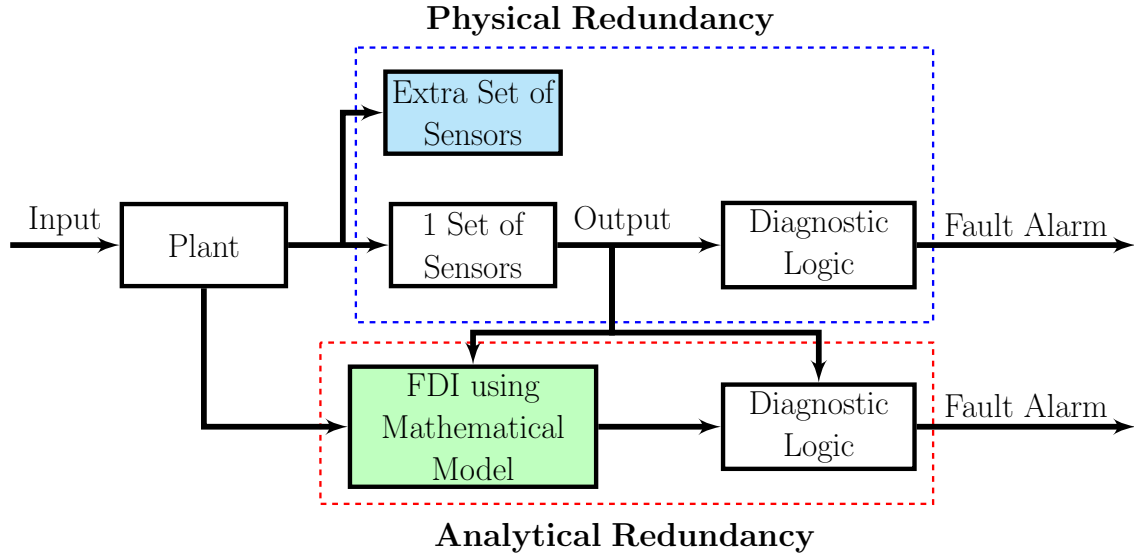 Physical Redundancy
Extra Set of
Sensors
Input
Plant
1 Set of
Sensors
Output
Diagnostic
Logic
Fault Alarm
FDI using
Mathematical
Model
Diagnostic
Logic
Fault Alarm
Analytical Redundancy